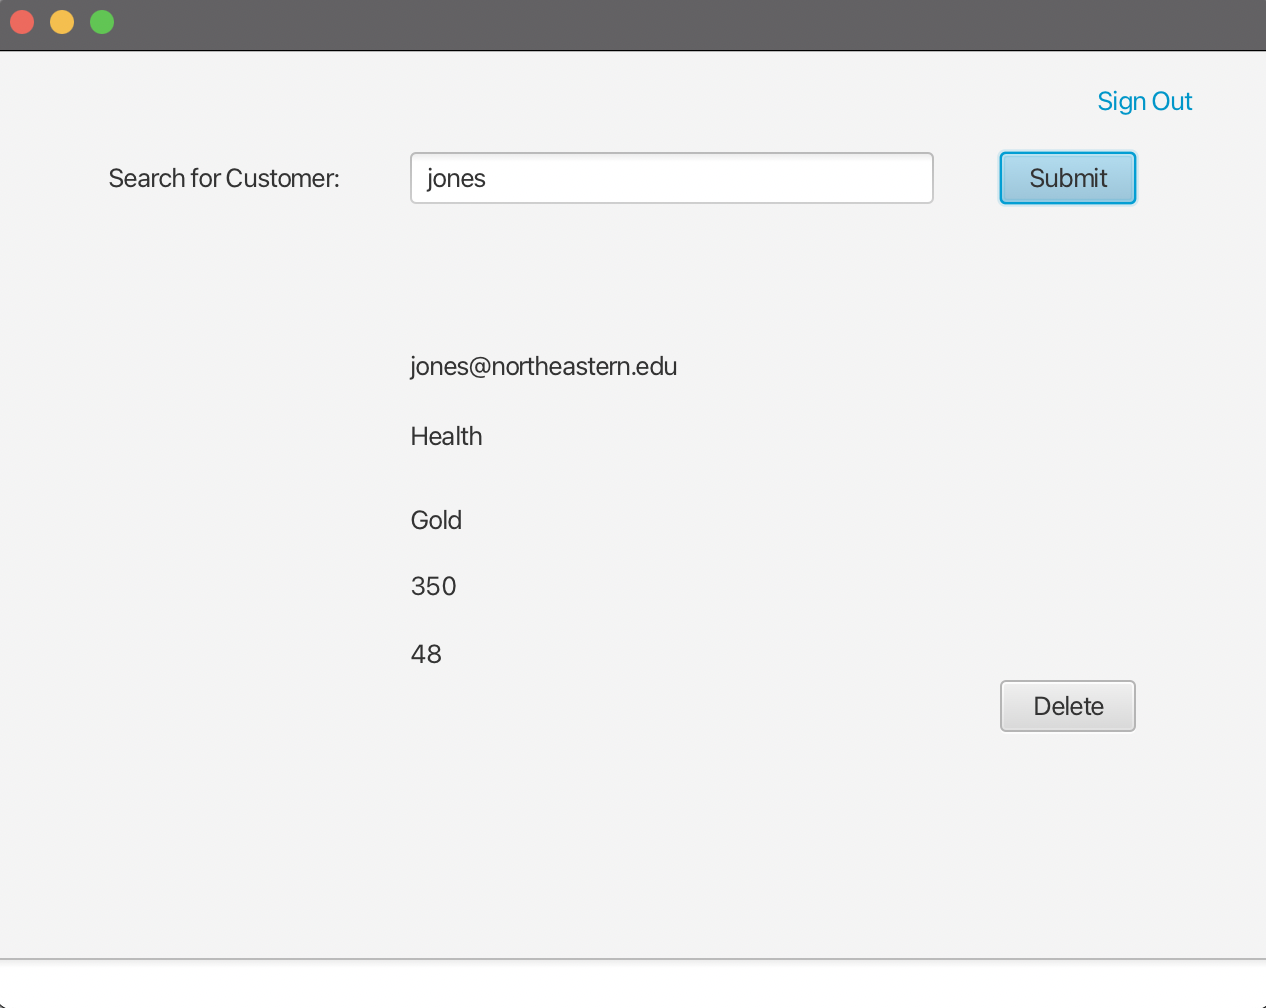 Sign Out
Search for Customer: jones Submit
jones@northeastern.edu
Health
Gold
350
48
Delete